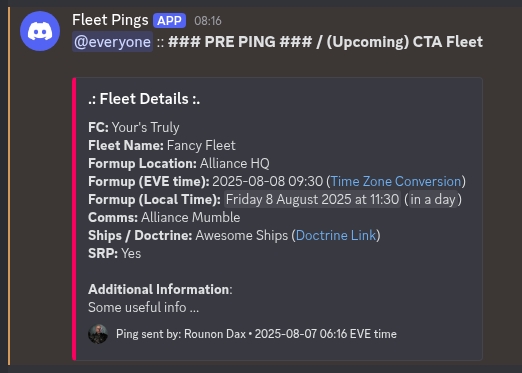 Fleet Pings APP 08:16
@everyone :: ### PRE PING ### / (Upcoming) CTA Fleet
.: Fleet Details :.
FC: Your's Truly
Fleet Name: Fancy Fleet
Formup Location: Alliance HQ
Formup (EVE time): 2025-08-08 09:30 (Time Zone Conversion)
Formup (Local Time): Friday 8 August 2025 at 11:30 (in a day)
Comms: Alliance Mumble
Ships / Doctrine: Awesome Ships (Doctrine Link)
SRP: Yes
Additional Information:
Some useful info ...
Ping sent by: Rounon Dax • 2025-08-07 06:16 EVE time